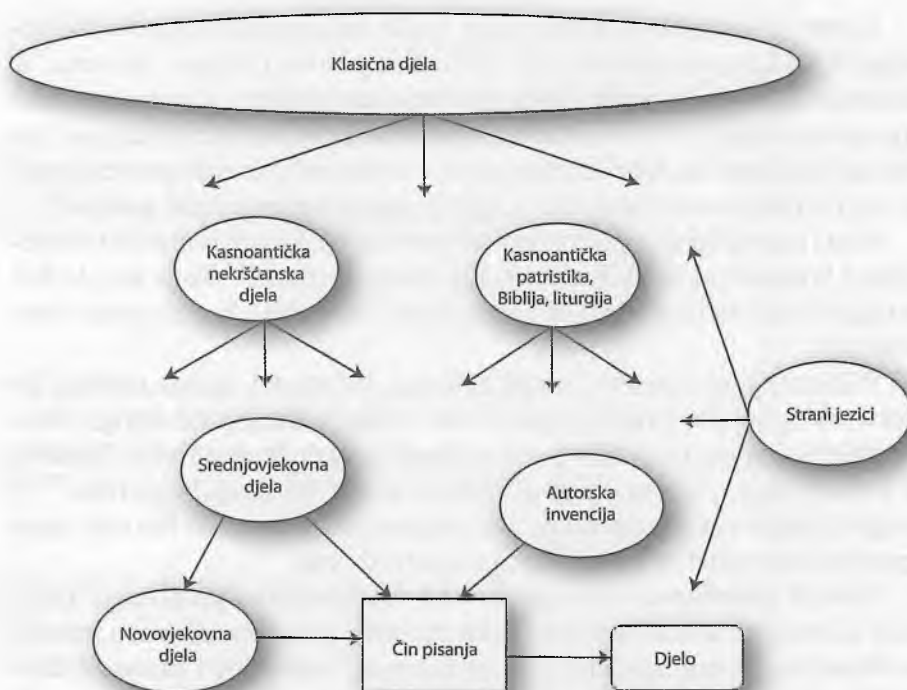 Klasična djela
Kasnoantička
nekršćanska
djela
Kasnoantička
patristika,
Biblija, liturgija
Strani jezici
Srednjovjekovna
djela
Autorska
invencija
Novovjekovna
djela
Čin pisanja
Djelo